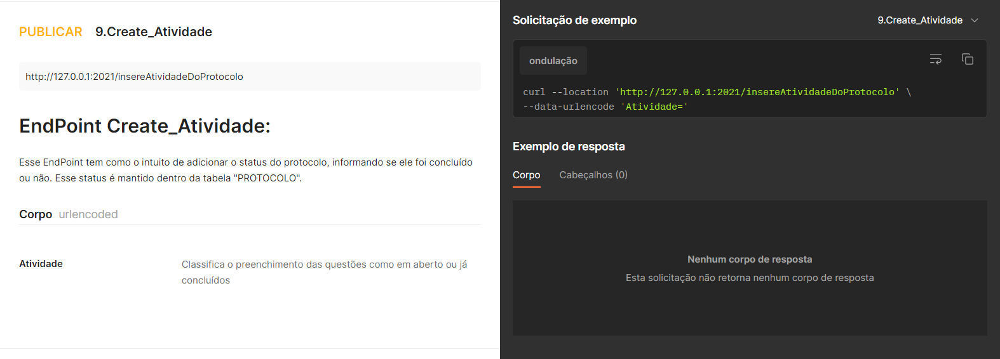 PUBLICAR 9.Create_Atividade
http://127.0.0.1:2021/insereAtividadeDoProtocolo
EndPoint Create_Atividade:
Esse EndPoint tem como o intuito de adicionar o status do protocolo, informando se ele foi concluído
ou não. Esse status é mantido dentro da tabela "PROTOCOLO".
Corpo urlencoded
Atividade Classifica o preenchimento das questões como em aberto ou já
concluídos
Solicitação de exemplo 9.Create_Atividade
ondulação
curl --location 'http://127.0.0.1:2021/insereAtividadeDoProtocolo' \
--data-urlencode 'Atividade='
Exemplo de resposta
Corpo Cabeçalhos (0)
Nenhum corpo de resposta
Esta solicitação não retorna nenhum corpo de resposta